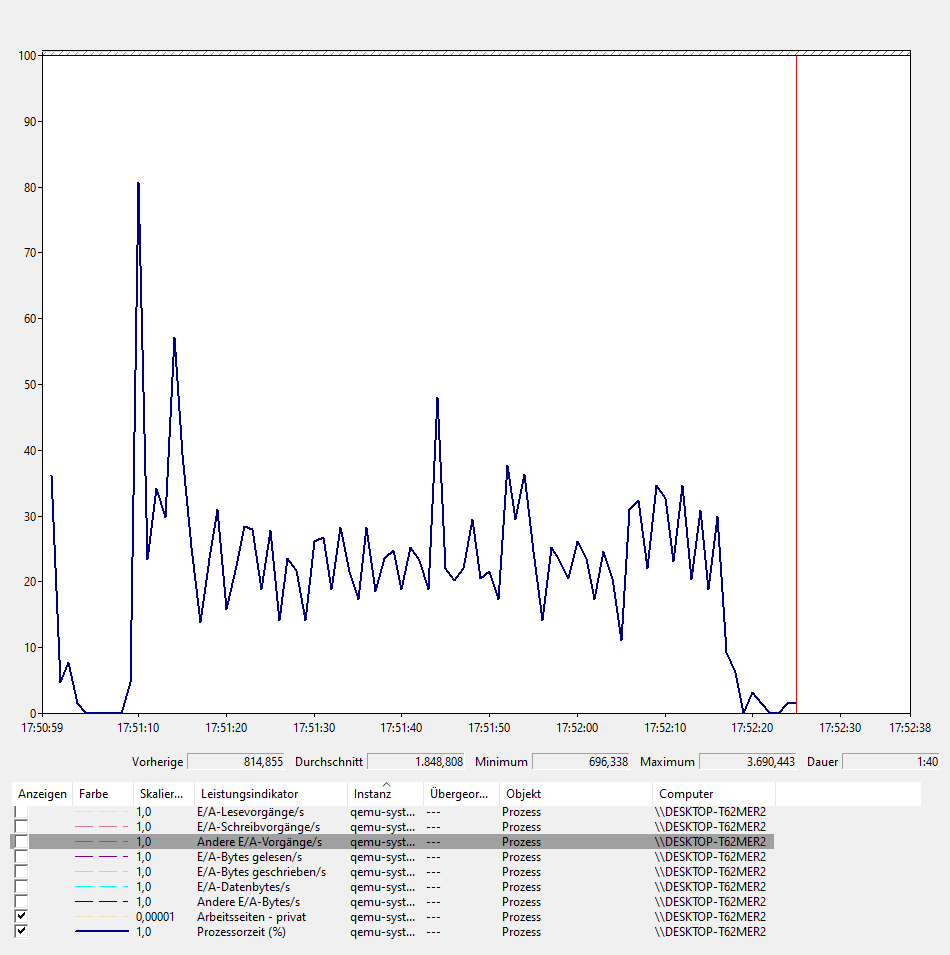 100
90
80
70
60
50
40
30
20
10
0
17:50:59 17:51:10 17:51:20 17:51:30 17:51:40 17:51:50 17:52:00 17:52:10 17:52:20 17:52:30 17:52:38
Vorherige 814,855 Durchschnitt 1.848,808 Minimum 696,338 Maximum 3.690,443 Dauer 1:40
Anzeigen Farbe Skalier... Leistungsindikator Instanz Übergeor... Objekt Computer
1,0 E/A-Lesevorgänge/s qemu-syst... --- Prozess \\DESKTOP-T62MER2
1,0 E/A-Schreibvorgänge/s qemu-syst... --- Prozess \\DESKTOP-T62MER2
1,0 Andere E/A-Vorgänge/s qemu-syst... --- Prozess \\DESKTOP-T62MER2
1,0 E/A-Bytes gelesen/s qemu-syst... --- Prozess \\DESKTOP-T62MER2
1,0 E/A-Bytes geschrieben/s qemu-syst... --- Prozess \\DESKTOP-T62MER2
1,0 E/A-Datenbytes/s qemu-syst... --- Prozess \\DESKTOP-T62MER2
1,0 Andere E/A-Bytes/s qemu-syst... --- Prozess \\DESKTOP-T62MER2
0,00001 Arbeitsseiten - privat qemu-syst... --- Prozess \\DESKTOP-T62MER2
1,0 Prozessorzeit (%) qemu-syst... --- Prozess \\DESKTOP-T62MER2